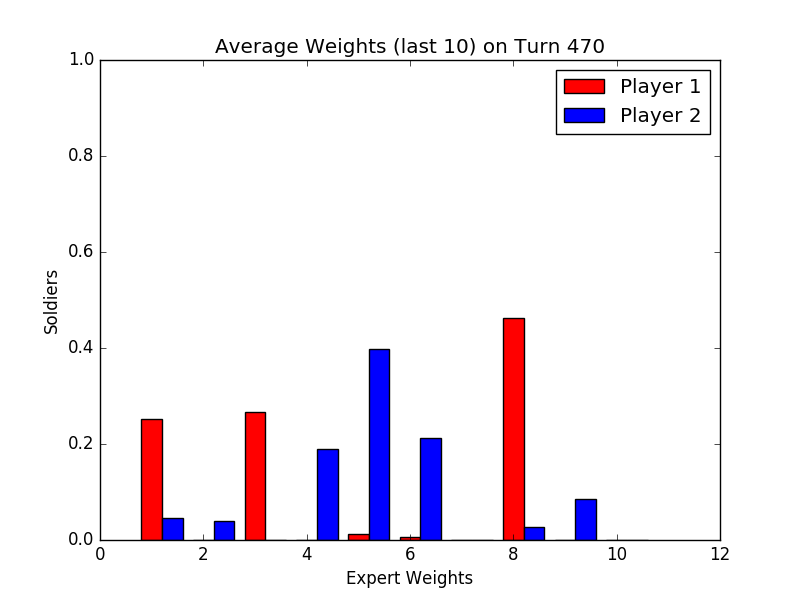 Average Weights (last 10) on Turn 470
1.0
0.8
0.6
0.4
0.2
0.0
0 2 4 6 8 10 12
Soldiers
Expert Weights
Player 1
Player 2